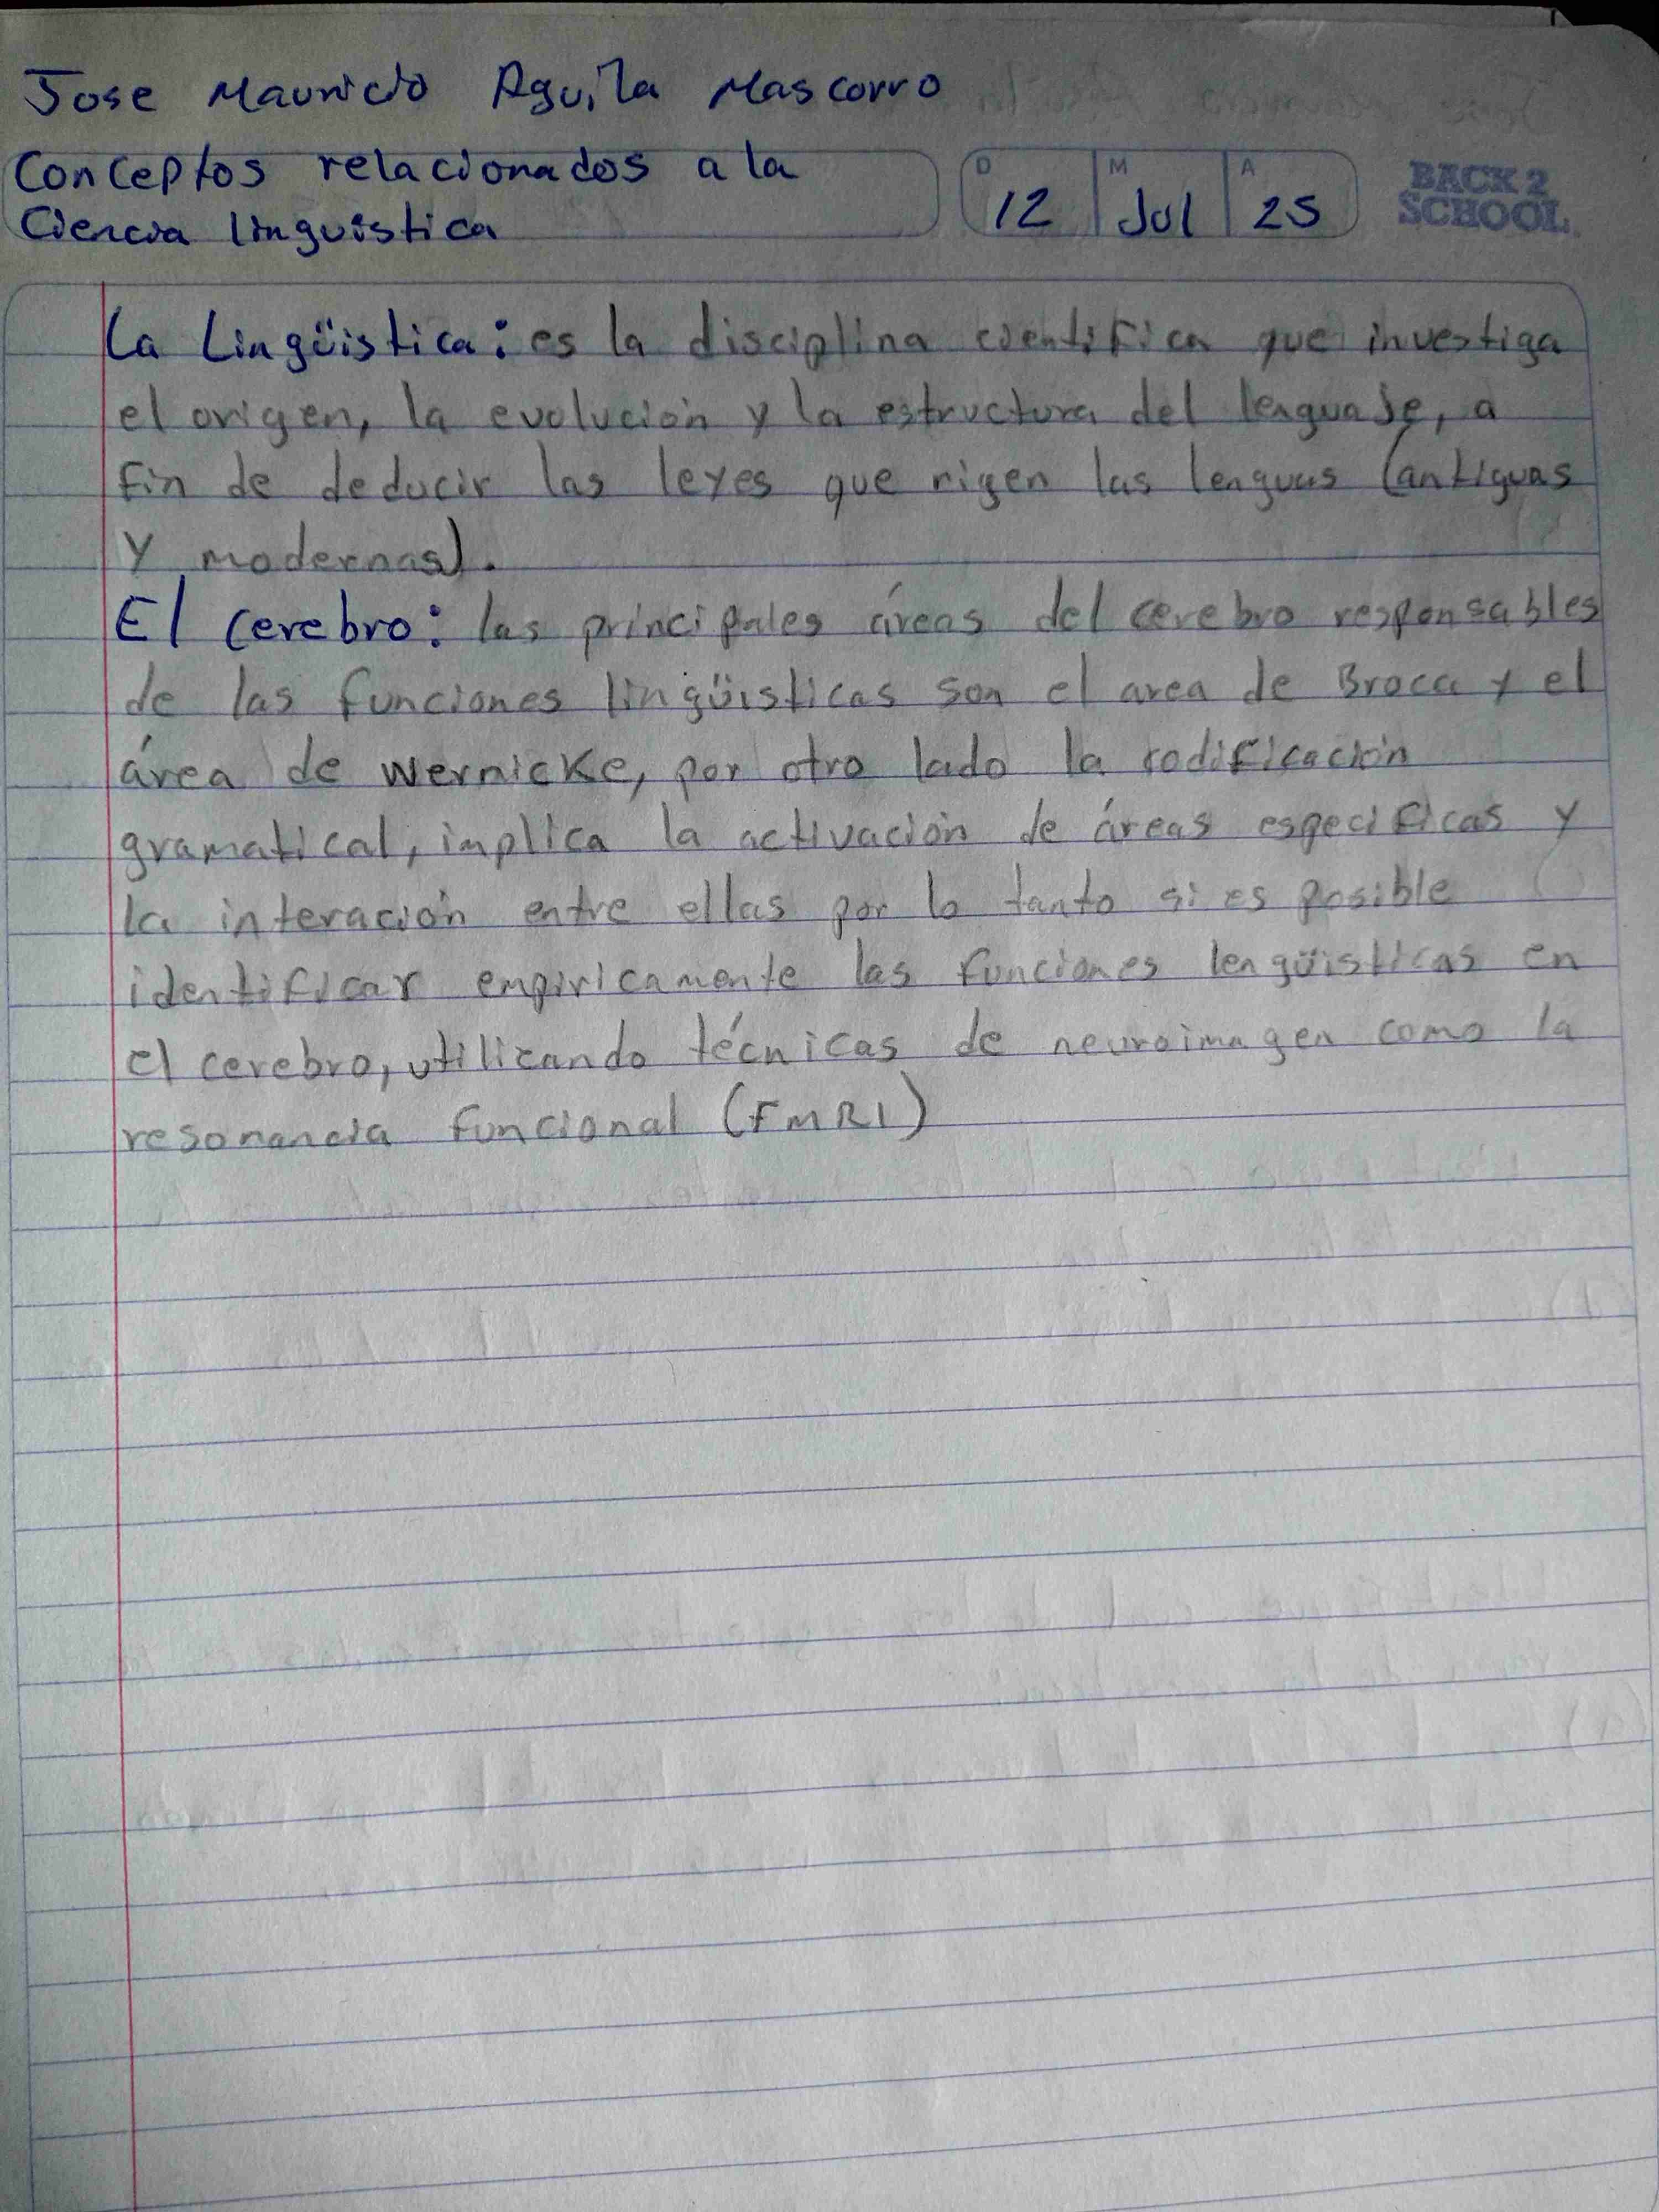 Jose Mauricio Aguila Mascorro
Conceptos relacionados a la
Ciencia linguistica
D M A
12 Jul 25
BACK 2
SCHOOL
La Lingüistica: es la disciplina cientifica que investiga
el origen, la evolución y la estructura del lenguaje, a
fin de deducir las leyes que rigen las lenguas (antiguas
y modernas).
El cerebro: las principales áreas del cerebro responsables
de las funciones lingüisticas son el area de Broca y el
área de Wernicke, por otro lado la codificación
gramatical, implica la activación de áreas especificas y
la interación entre ellas por lo tanto si es posible
identificar empiricamente las funciones lengüisticas en
el cerebro, utilizando técnicas de neuroimagen como la
resonancia funcional (FMRI)